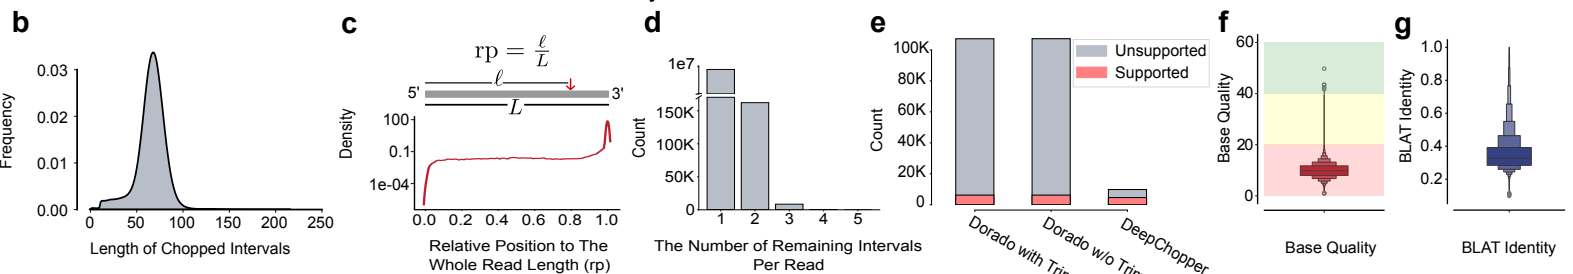 b
Frequency
0.03
0.02
0.01
0.00
0 50 100 150 200 250
Length of Chopped Intervals
c
rp = ℓ/L
ℓ
5' 3'
L
Density
100
0.1
1e-04
0.0 0.2 0.4 0.6 0.8 1.0
Relative Position to The
Whole Read Length (rp)
d
1e7
Count
150K
100K
50K
0
1 2 3 4 5
The Number of Remaining Intervals
Per Read
e
Count
100K
80K
60K
40K
20K
0
Unsupported
Supported
Dorado with
Dorado w/o
DeepChopper
f
Base Quality
60
40
20
0
Base Quality
g
BLAT Identity
1.0
0.8
0.6
0.4
0.2
BLAT Identity